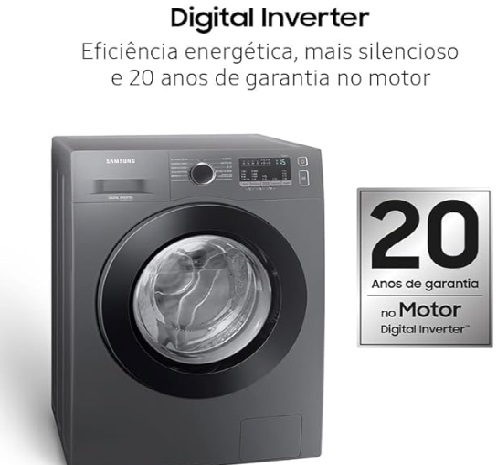 Digital Inverter
Eficiência energética, mais silencioso
e 20 anos de garantia no motor
SAMSUNG
20
Anos de garantia
no Motor
Digital Inverter™